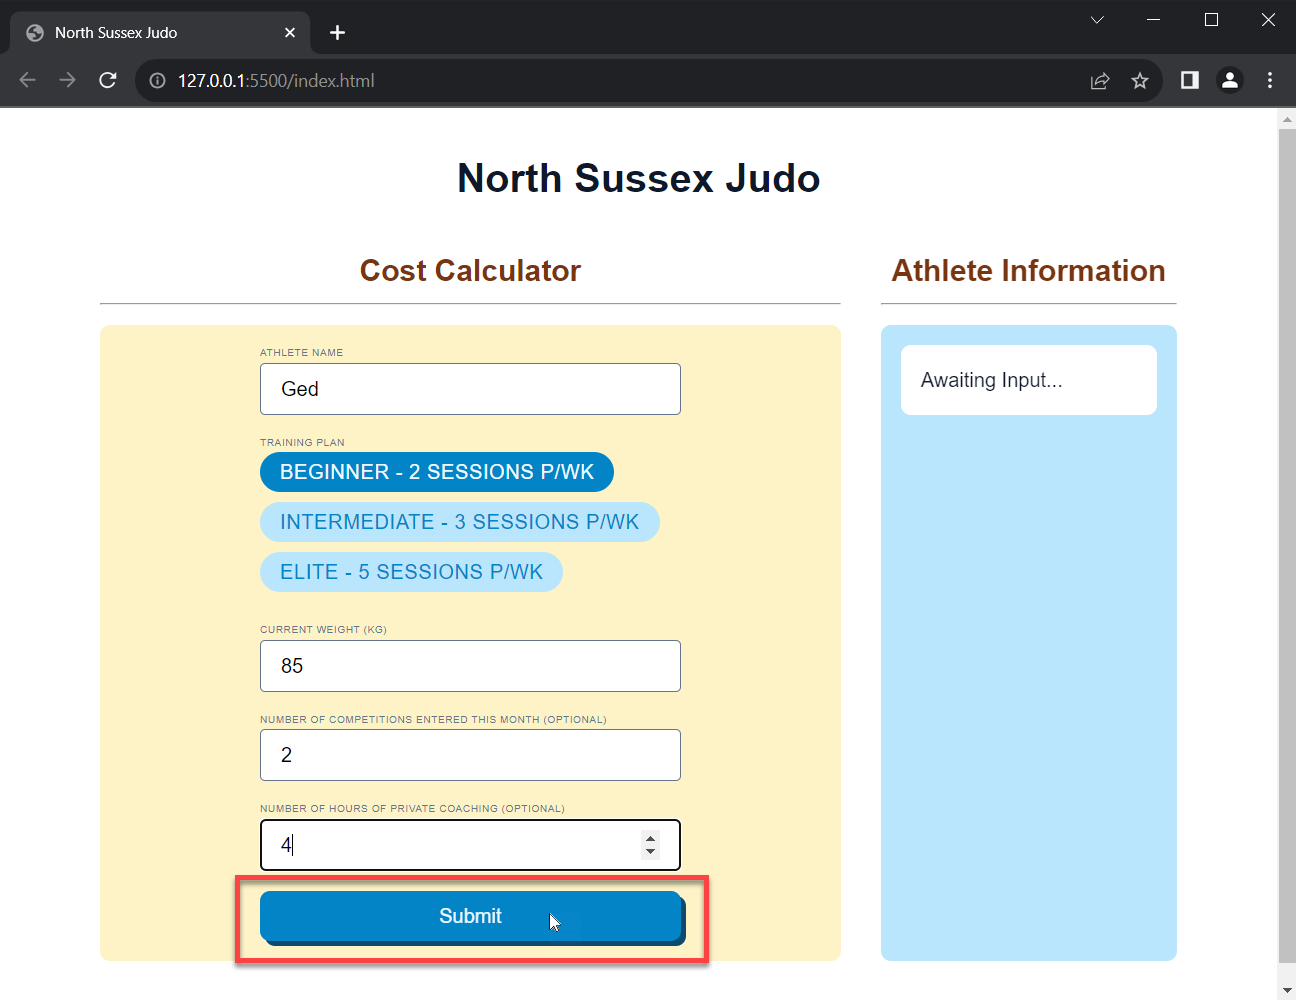 North Sussex Judo
127.0.0.1:5500/index.html
North Sussex Judo
Cost Calculator
Athlete Information
ATHLETE NAME
Ged
Awaiting Input...
TRAINING PLAN
BEGINNER - 2 SESSIONS P/WK
INTERMEDIATE - 3 SESSIONS P/WK
ELITE - 5 SESSIONS P/WK
CURRENT WEIGHT (KG)
85
NUMBER OF COMPETITIONS ENTERED THIS MONTH (OPTIONAL)
2
NUMBER OF HOURS OF PRIVATE COACHING (OPTIONAL)
4
Submit